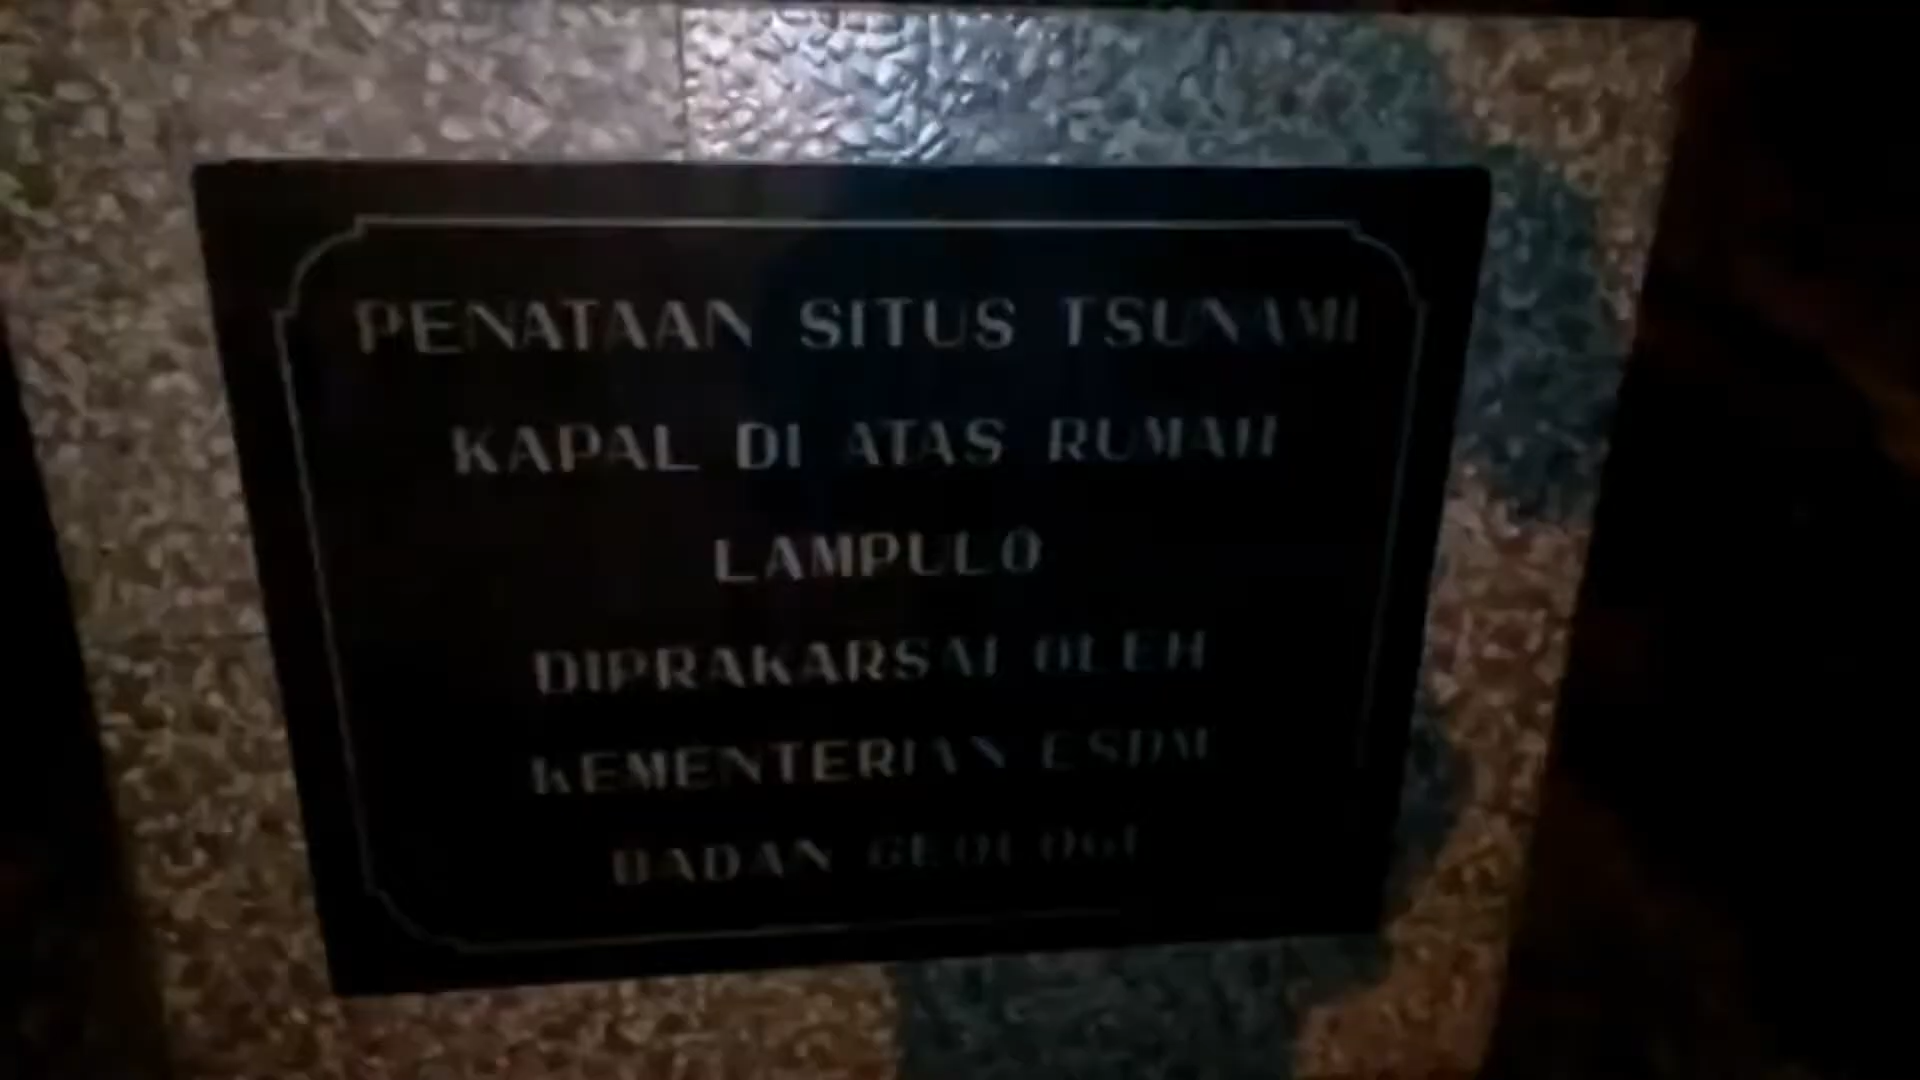 PENATAAN SITUS TSUNAMI
KAPAL DI ATAS RUMAH
LAMPULO
DIPRAKARSAI OLEH
KEMENTERIAN ESDM
BADAN GEOLOGI